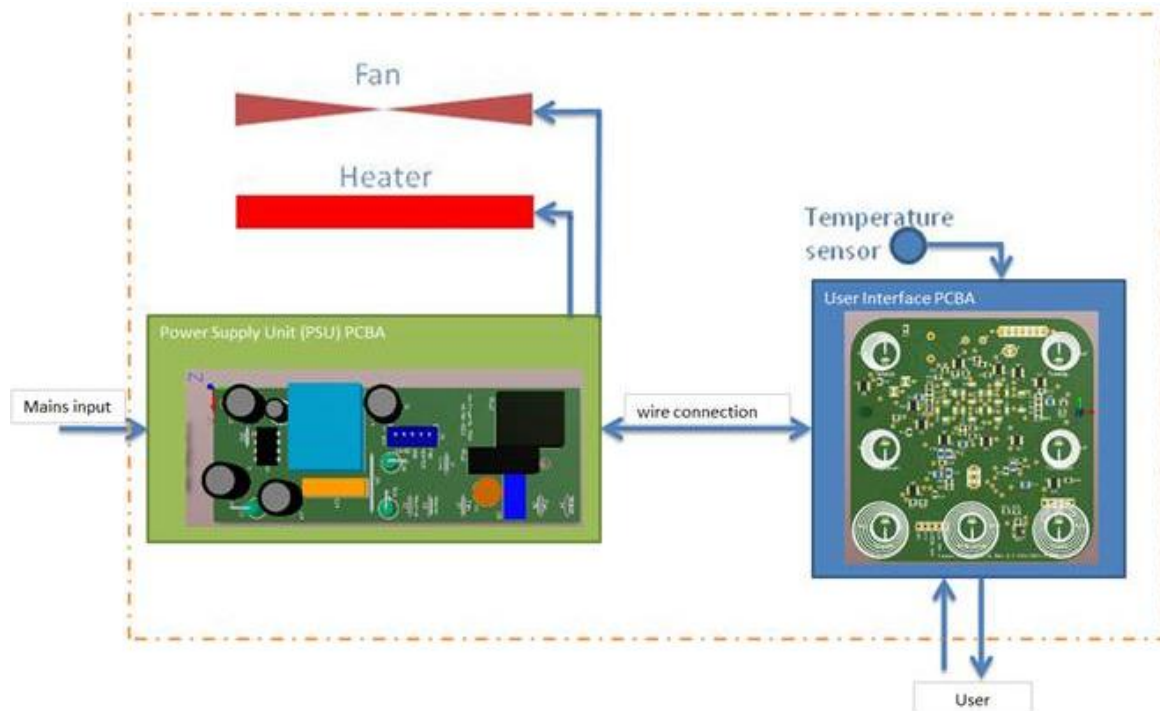 Fan
Heater
Temperature
sensor
User Interface PCBA
Power Supply Unit (PSU) PCBA
Mains input
wire connection
User